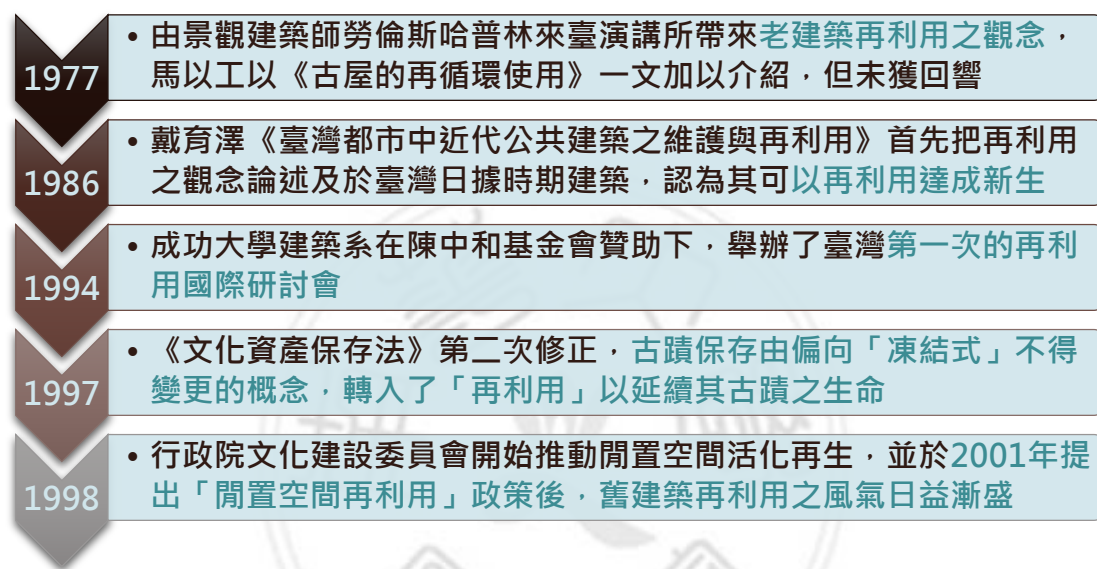 1977
• 由景觀建築師勞倫斯哈普林來臺演講所帶來老建築再利用之觀念，
馬以工以《古屋的再循環使用》一文加以介紹，但未獲回響
1986
• 戴育澤《臺灣都市中近代公共建築之維護與再利用》首先把再利用
之觀念論述及於臺灣日據時期建築，認為其可以再利用達成新生
1994
• 成功大學建築系在陳中和基金會贊助下，舉辦了臺灣第一次的再利
用國際研討會
1997
• 《文化資產保存法》第二次修正，古蹟保存由偏向「凍結式」不得
變更的概念，轉入了「再利用」以延續其古蹟之生命
1998
• 行政院文化建設委員會開始推動閒置空間活化再生，並於2001年提
出「閒置空間再利用」政策後，舊建築再利用之風氣日益漸盛